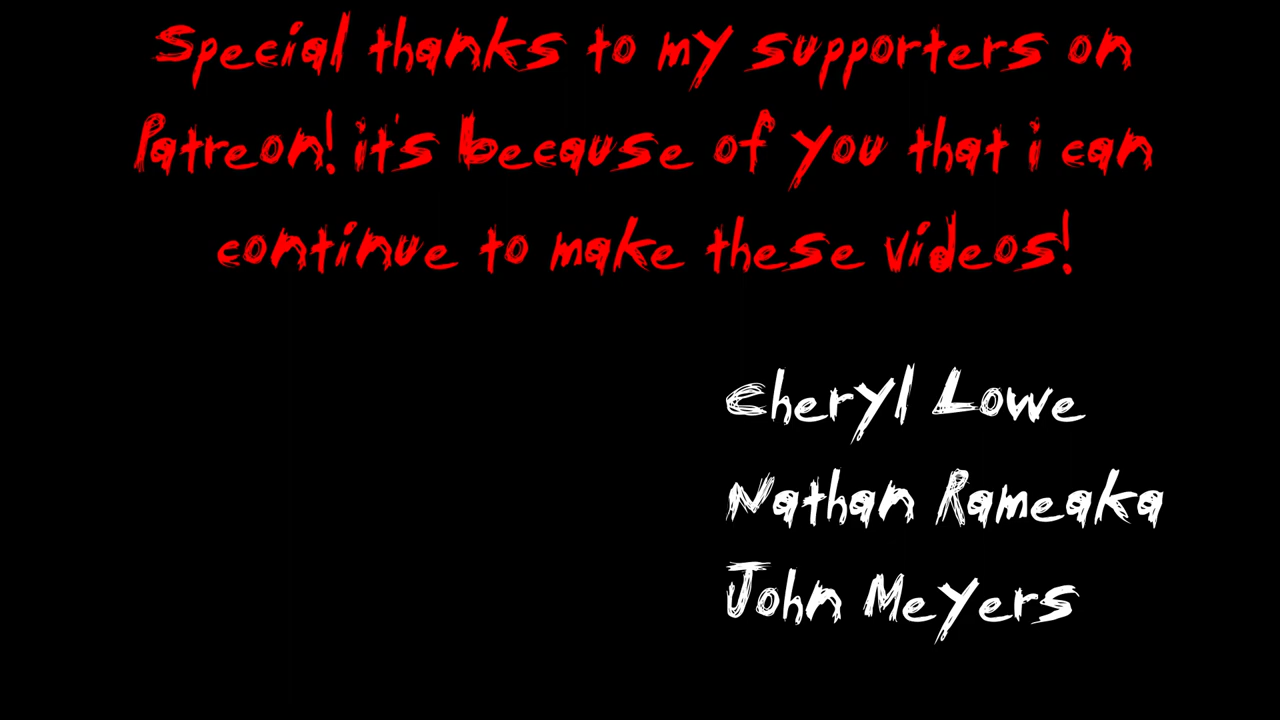 Special thanks to my supporters on
Patreon! it's because of you that i can
continue to make these videos!
Cheryl Lowe
Nathan Rameaka
John Meyers